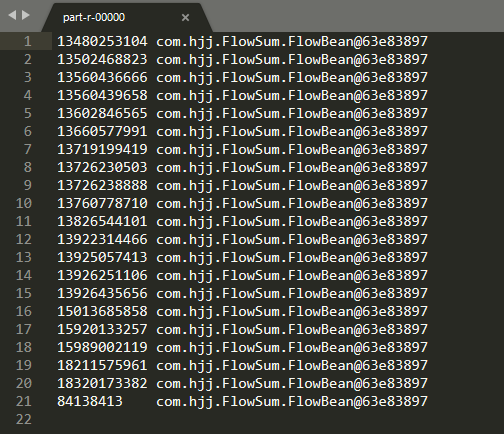 part-r-00000 ×
1 13480253104 com.hjj.FlowSum.FlowBean@63e83897
2 13502468823 com.hjj.FlowSum.FlowBean@63e83897
3 13560436666 com.hjj.FlowSum.FlowBean@63e83897
4 13560439658 com.hjj.FlowSum.FlowBean@63e83897
5 13602846565 com.hjj.FlowSum.FlowBean@63e83897
6 13660577991 com.hjj.FlowSum.FlowBean@63e83897
7 13719199419 com.hjj.FlowSum.FlowBean@63e83897
8 13726230503 com.hjj.FlowSum.FlowBean@63e83897
9 13726238888 com.hjj.FlowSum.FlowBean@63e83897
10 13760778710 com.hjj.FlowSum.FlowBean@63e83897
11 13826544101 com.hjj.FlowSum.FlowBean@63e83897
12 13922314466 com.hjj.FlowSum.FlowBean@63e83897
13 13925057413 com.hjj.FlowSum.FlowBean@63e83897
14 13926251106 com.hjj.FlowSum.FlowBean@63e83897
15 13926435656 com.hjj.FlowSum.FlowBean@63e83897
16 15013685858 com.hjj.FlowSum.FlowBean@63e83897
17 15920133257 com.hjj.FlowSum.FlowBean@63e83897
18 15989002119 com.hjj.FlowSum.FlowBean@63e83897
19 18211575961 com.hjj.FlowSum.FlowBean@63e83897
20 18320173382 com.hjj.FlowSum.FlowBean@63e83897
21 84138413 com.hjj.FlowSum.FlowBean@63e83897
22